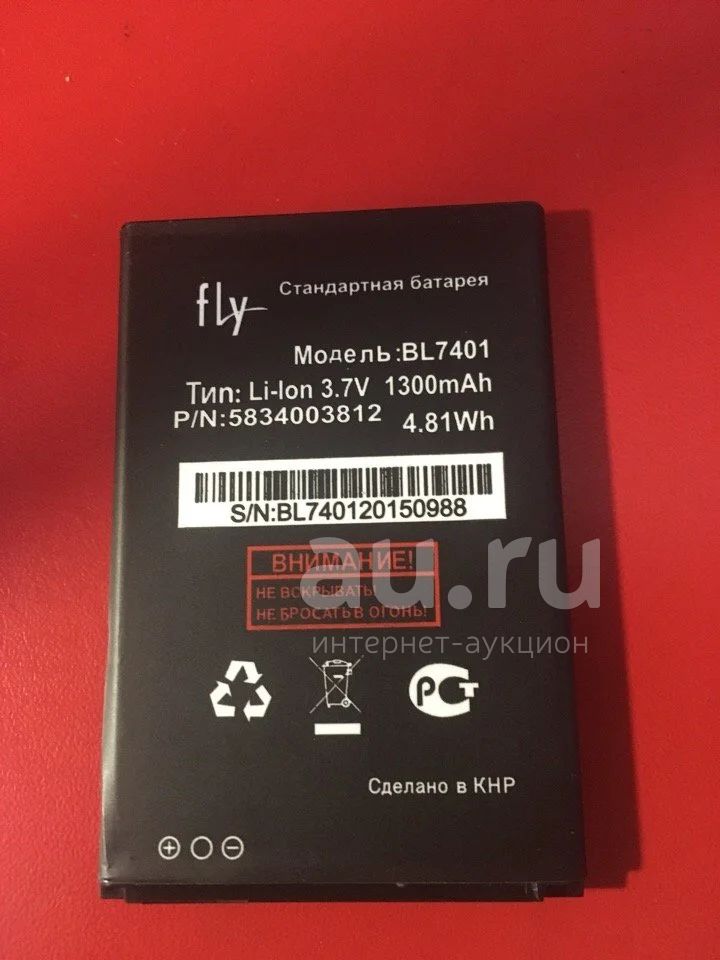 fly
Стандартная батарея
Модель:BL7401
Тип: Li-Ion 3.7V 1300mAh
P/N:5834003812 4.81Wh
S/N:BL740120150988
ВНИМАНИЕ!
НЕ ВСКРЫВАТЬ!
НЕ БРОСАТЬ В ОГОНЬ!
au.ru
интернет-аукцион
РСТ
Сделано в КНР